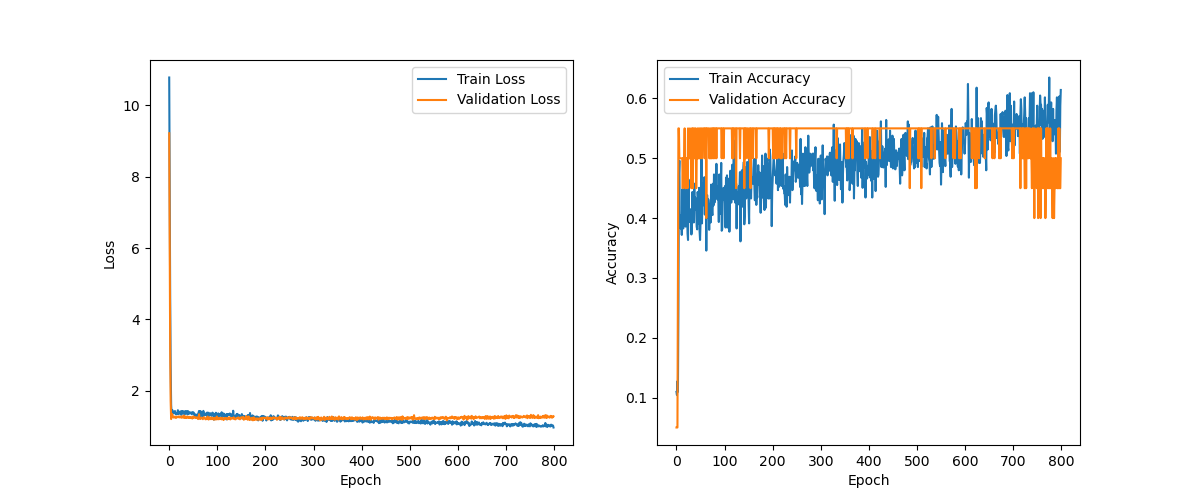 Train Loss
Validation Loss
10
8
6
4
2
Loss
0 100 200 300 400 500 600 700 800
Epoch
Train Accuracy
Validation Accuracy
0.6
0.5
0.4
0.3
0.2
0.1
Accuracy
0 100 200 300 400 500 600 700 800
Epoch